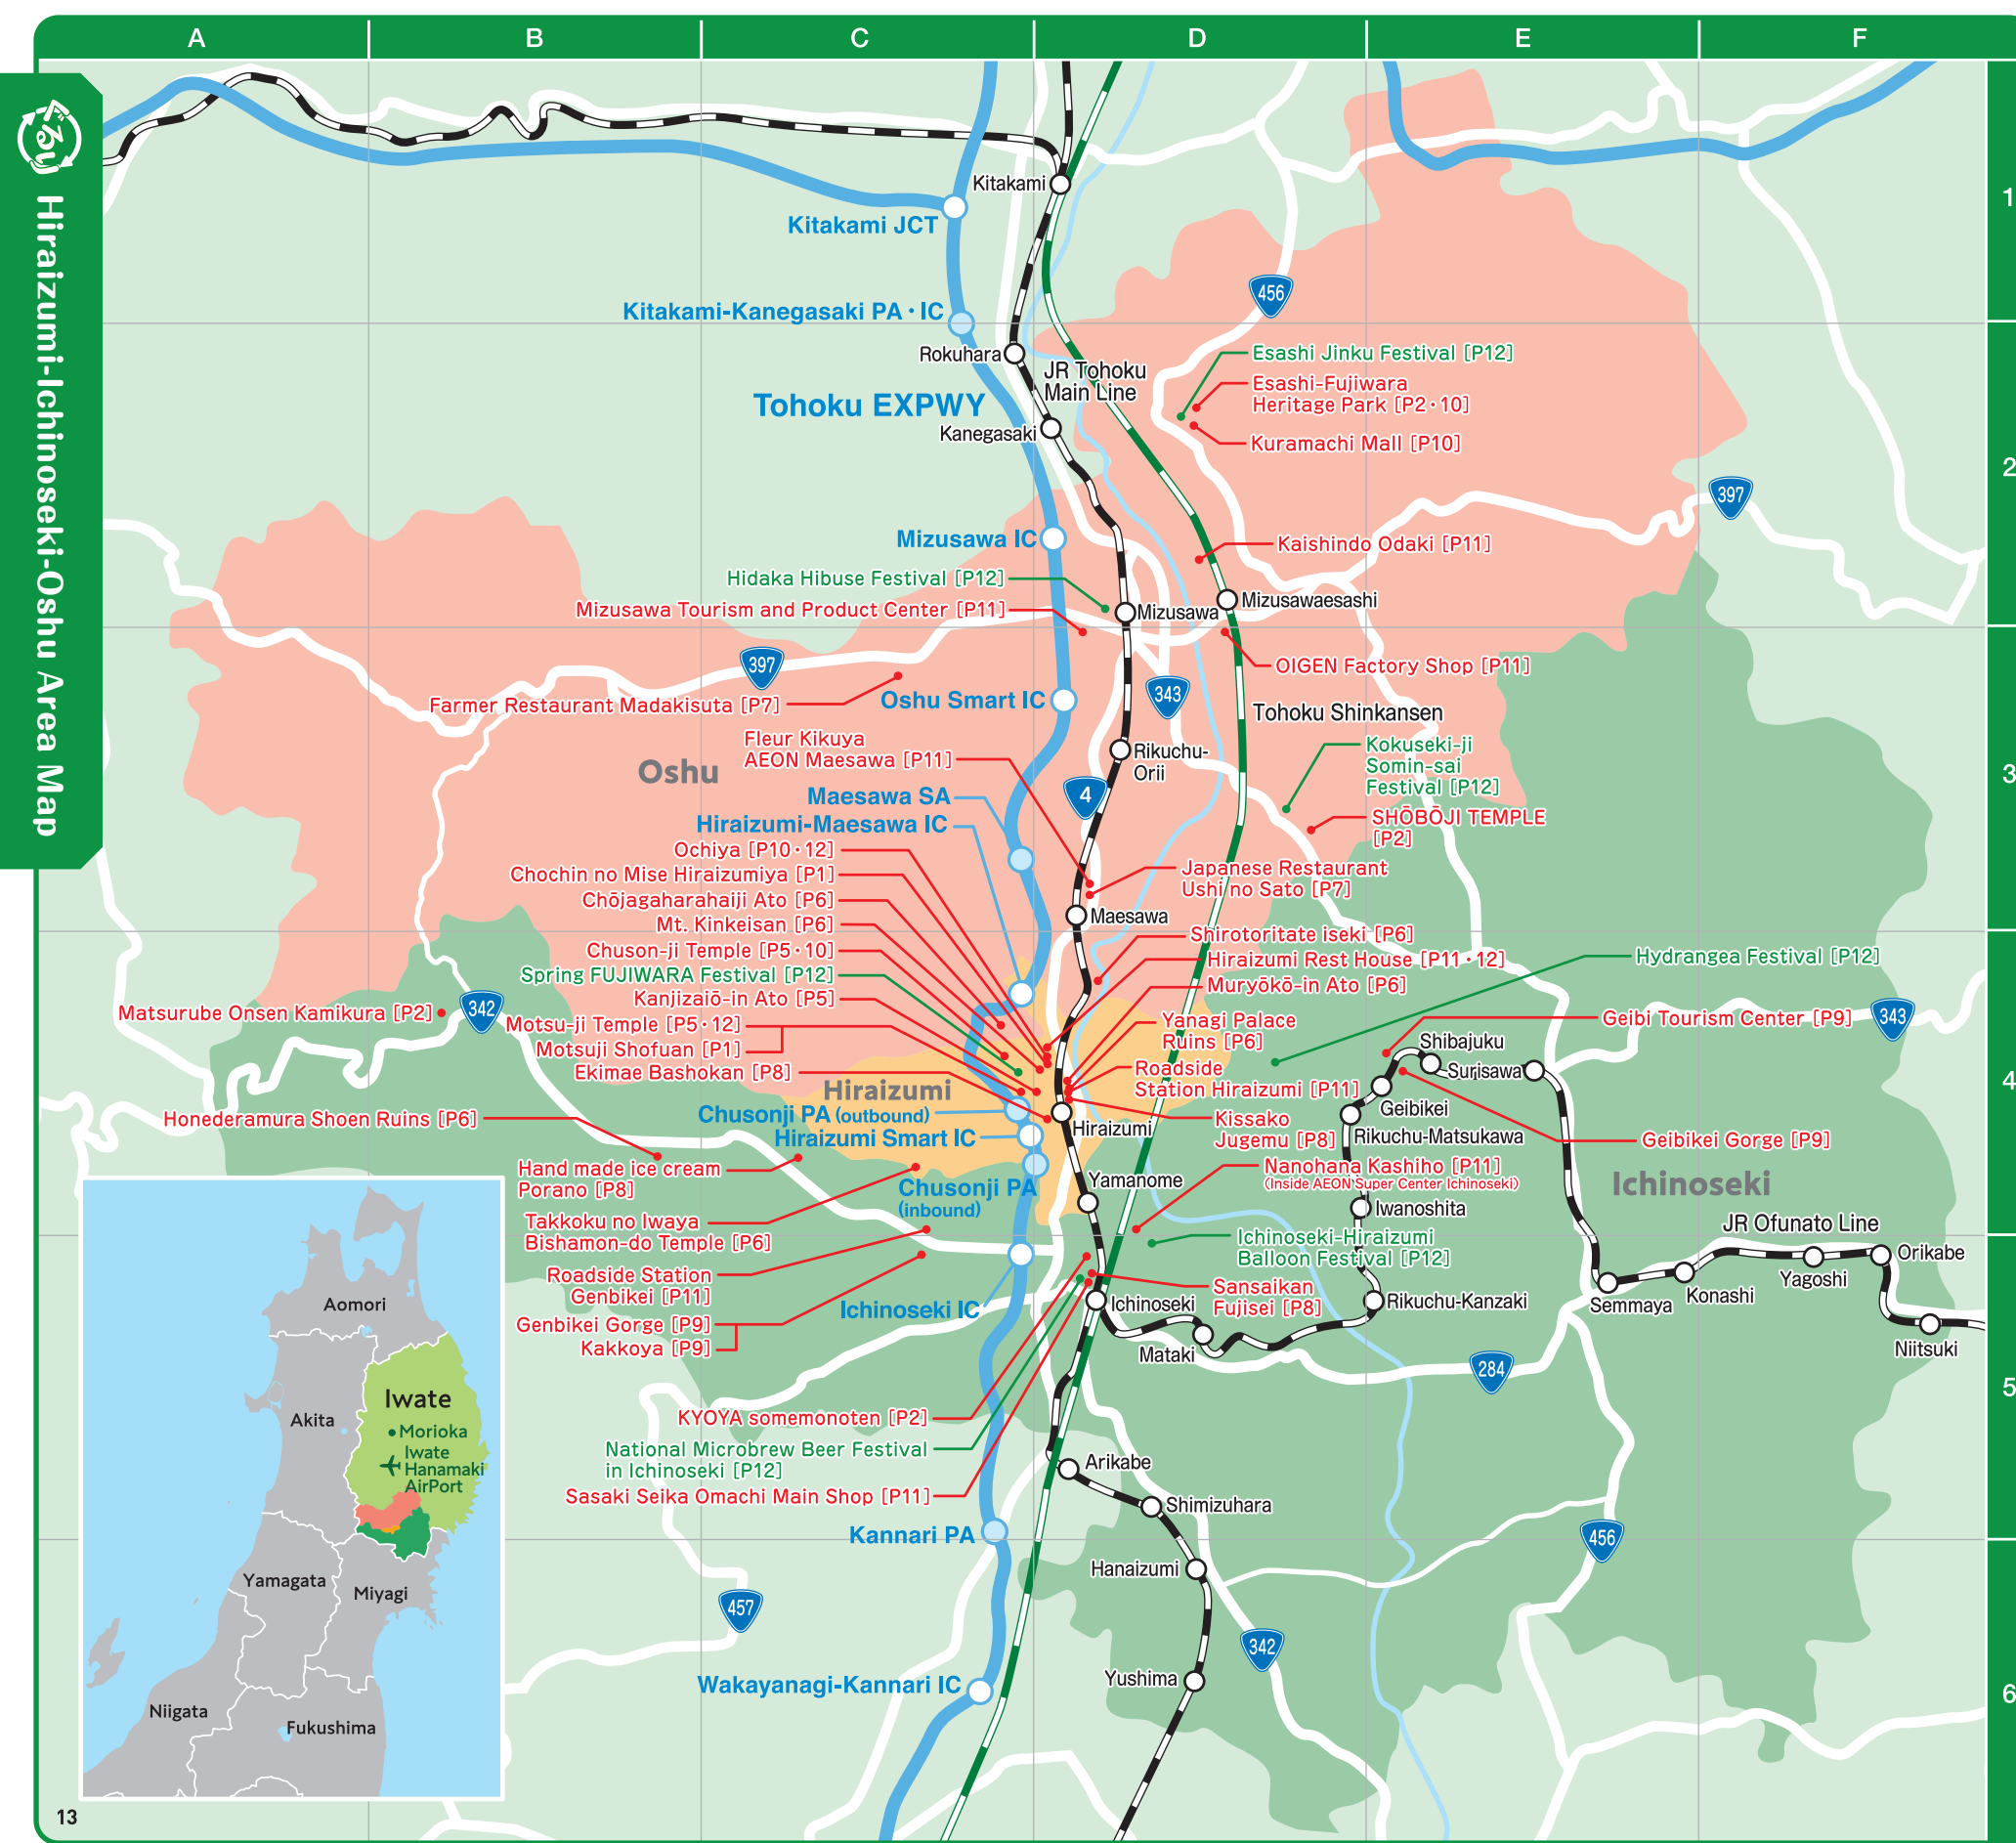 A
B
C
D
E
F
Hiraizumi-Ichinoseki-Oshu Area Map
1
2
3
4
5
6
Kitakami
Kitakami JCT
456
Kitakami-Kanegasaki PA・IC
Rokuhara
JR Tohoku
Main Line
Esashi Jinku Festival [P12]
Esashi-Fujiwara
Heritage Park [P2・10]
Tohoku EXPWY
Kanegasaki
Kuramachi Mall [P10]
397
Mizusawa IC
Kaishindo Odaki [P11]
Hidaka Hibuse Festival [P12]
Mizusawa Tourism and Product Center [P11]
Mizusawa
Mizusawaesashi
397
OIGEN Factory Shop [P11]
343
Farmer Restaurant Madakisuta [P7]
Oshu Smart IC
Tohoku Shinkansen
Fleur Kikuya
AEON Maesawa [P11]
Rikuchu-
Orii
Kokuseki-ji
Somin-sai
Festival [P12]
Oshu
Maesawa SA
4
Hiraizumi-Maesawa IC
SHŌBŌJI TEMPLE
[P2]
Ochiya [P10・12]
Chochin no Mise Hiraizumiya [P1]
Japanese Restaurant
Ushi no Sato [P7]
Chōjagaharahaiji Ato [P6]
Mt. Kinkeisan [P6]
Maesawa
Chuson-ji Temple [P5・10]
Shirotoritate iseki [P6]
Spring FUJIWARA Festival [P12]
Hiraizumi Rest House [P11・12]
Hydrangea Festival [P12]
Kanjizaiō-in Ato [P5]
Muryōkō-in Ato [P6]
Matsurube Onsen Kamikura [P2]
342
Motsu-ji Temple [P5・12]
Motsuji Shofuan [P1]
Yanagi Palace
Ruins [P6]
Geibi Tourism Center [P9]
343
Shibajuku
Surisawa
Ekimae Bashokan [P8]
Roadside
Station Hiraizumi [P11]
Hiraizumi
Geibikei
Chusonji PA (outbound)
Honederamura Shoen Ruins [P6]
Hiraizumi Smart IC
Hiraizumi
Kissako
Jugemu [P8]
Rikuchu-Matsukawa
Geibikei Gorge [P9]
Hand made ice cream
Porano [P8]
Nanohana Kashiho [P11]
(Inside AEON Super Center Ichinoseki)
Chusonji PA
(inbound)
Yamanome
Ichinoseki
Iwanoshita
Takkoku no Iwaya
Bishamon-do Temple [P6]
Ichinoseki-Hiraizumi
Balloon Festival [P12]
JR Ofunato Line
Orikabe
Roadside Station
Genbikei [P11]
Yagoshi
Sansaikan
Fujisei [P8]
Semmaya
Konashi
Ichinoseki IC
Ichinoseki
Rikuchu-Kanzaki
Genbikei Gorge [P9]
Kakkoya [P9]
Mataki
Niitsuki
284
KYOYA somemonoten [P2]
National Microbrew Beer Festival
in Ichinoseki [P12]
Arikabe
Sasaki Seika Omachi Main Shop [P11]
Shimizuhara
Kannari PA
456
Hanaizumi
457
342
Yushima
Wakayanagi-Kannari IC
Aomori
Iwate
Akita
Morioka
Iwate
Hanamaki
AirPort
Yamagata
Miyagi
Niigata
Fukushima
13